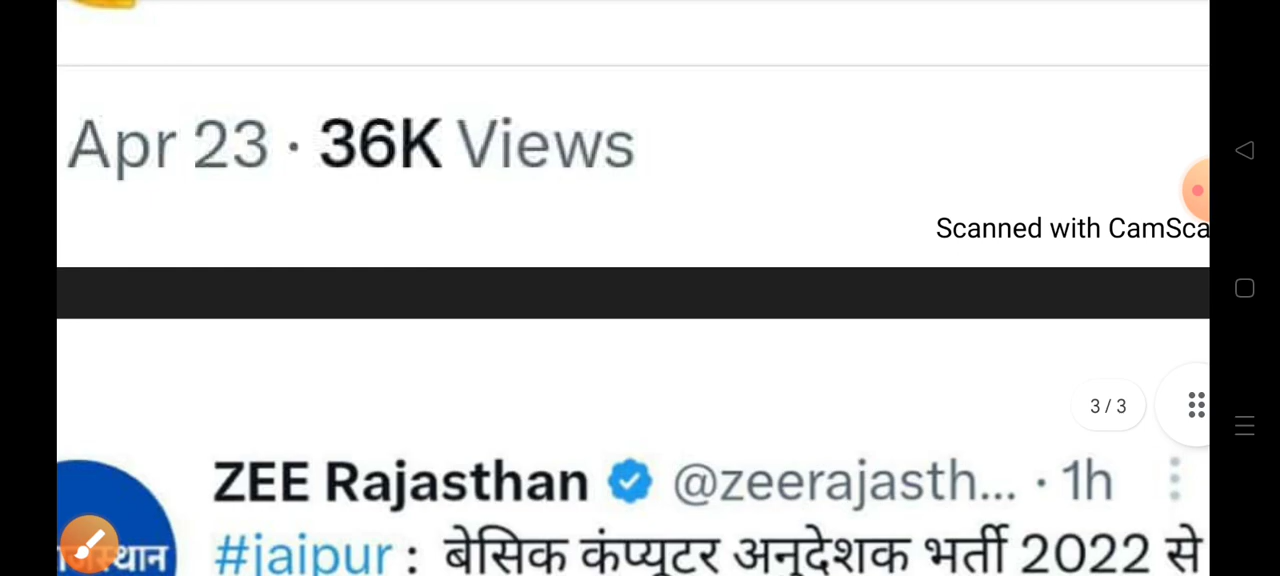 Apr 23 · 36K Views
Scanned with CamSca
3 / 3
ZEE Rajasthan @zeerajasth... · 1h
राजस्थान
#jaipur : बेसिक कंप्यूटर अनुदेशक भर्ती 2022 से